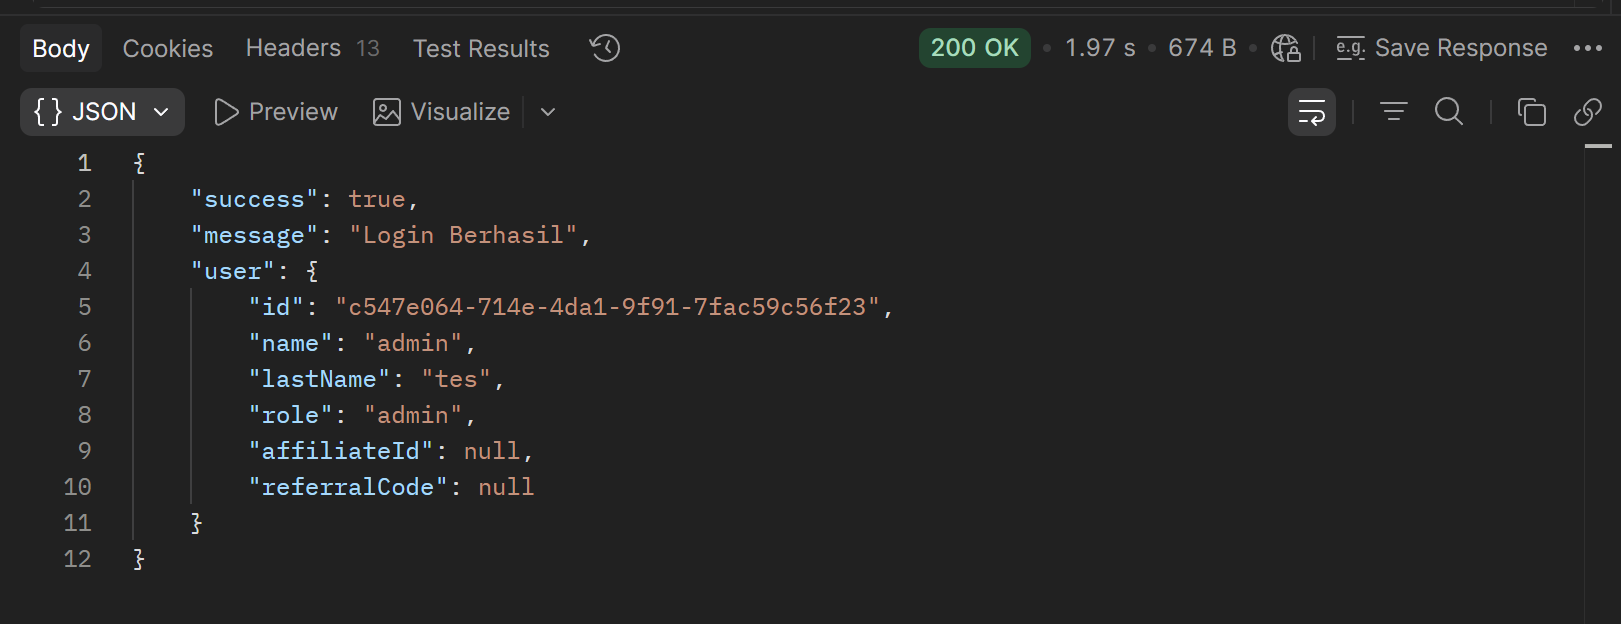 Body Cookies Headers 13 Test Results 200 OK • 1.97 s • 674 B • e.g. Save Response
{} JSON Preview Visualize
1 {
2 "success": true,
3 "message": "Login Berhasil",
4 "user": {
5 "id": "c547e064-714e-4da1-9f91-7fac59c56f23",
6 "name": "admin",
7 "lastName": "tes",
8 "role": "admin",
9 "affiliateId": null,
10 "referralCode": null
11 }
12 }